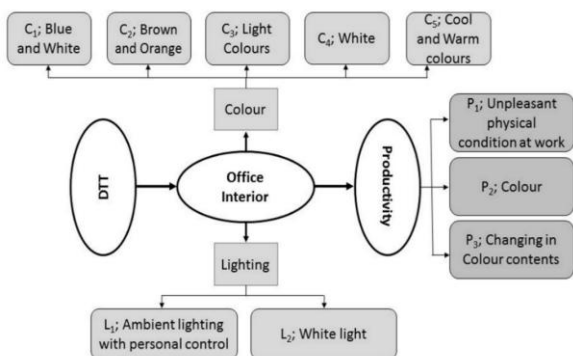 C₁; Blue
and White
C₂; Brown
and Orange
C₃; Light
Colours
C₄; White
C₅; Cool
and Warm
colours
Colour
P₁; Unpleasant
physical
condition at work
DTT
Office
Interior
Productivity
P₂; Colour
P₃; Changing in
Colour contents
Lighting
L₁; Ambient lighting
with personal control
L₂; White light